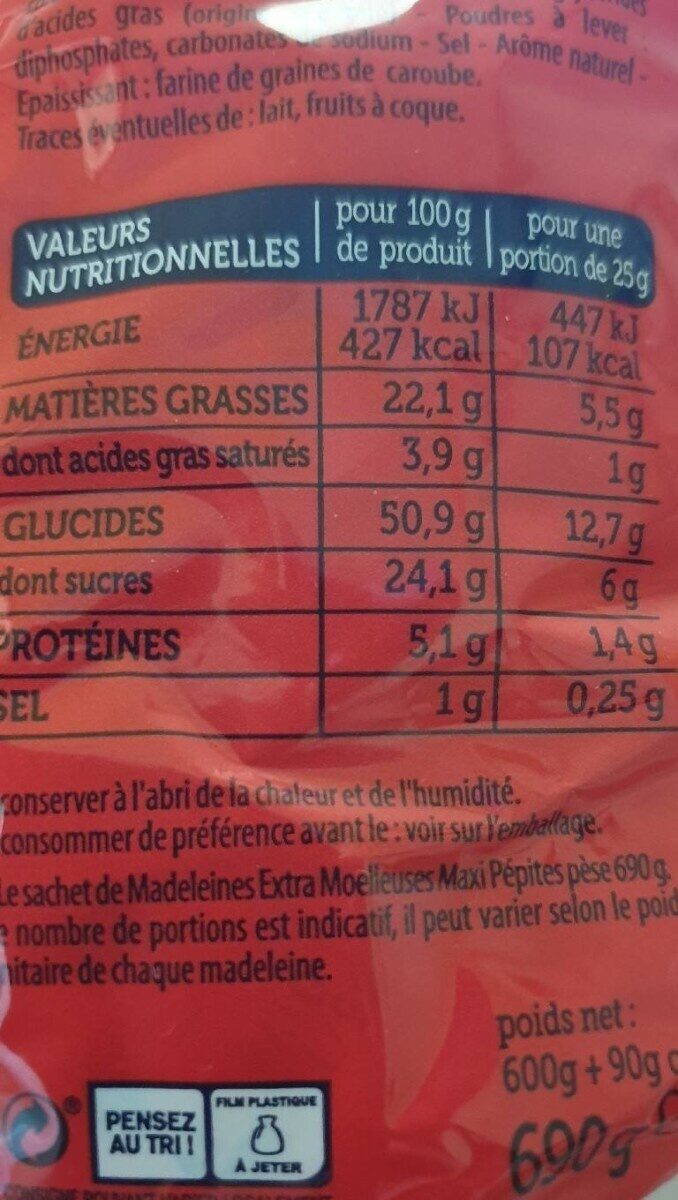 d'acides gras (origin - Poudres à lever
diphosphates, carbonates de sodium - Sel - Arôme naturel -
Epaississant : farine de graines de caroube.
Traces éventuelles de : lait, fruits à coque.
VALEURS NUTRITIONNELLES | pour 100 g de produit | pour une portion de 25 g
ÉNERGIE 1787 kJ 427 kcal 447 kJ 107 kcal
MATIÈRES GRASSES 22,1 g 5,5 g
dont acides gras saturés 3,9 g 1 g
GLUCIDES 50,9 g 12,7 g
dont sucres 24,1 g 6 g
PROTÉINES 5,1 g 1,4 g
SEL 1 g 0,25 g
conserver à l'abri de la chaleur et de l'humidité.
consommer de préférence avant le : voir sur l'emballage.
Le sachet de Madeleines Extra Moelleuses Maxi Pépites pèse 690 g.
e nombre de portions est indicatif, il peut varier selon le poid
nitaire de chaque madeleine.
poids net :
600g + 90g
690g
PENSEZ
AU TRI !
FILM PLASTIQUE
À JETER